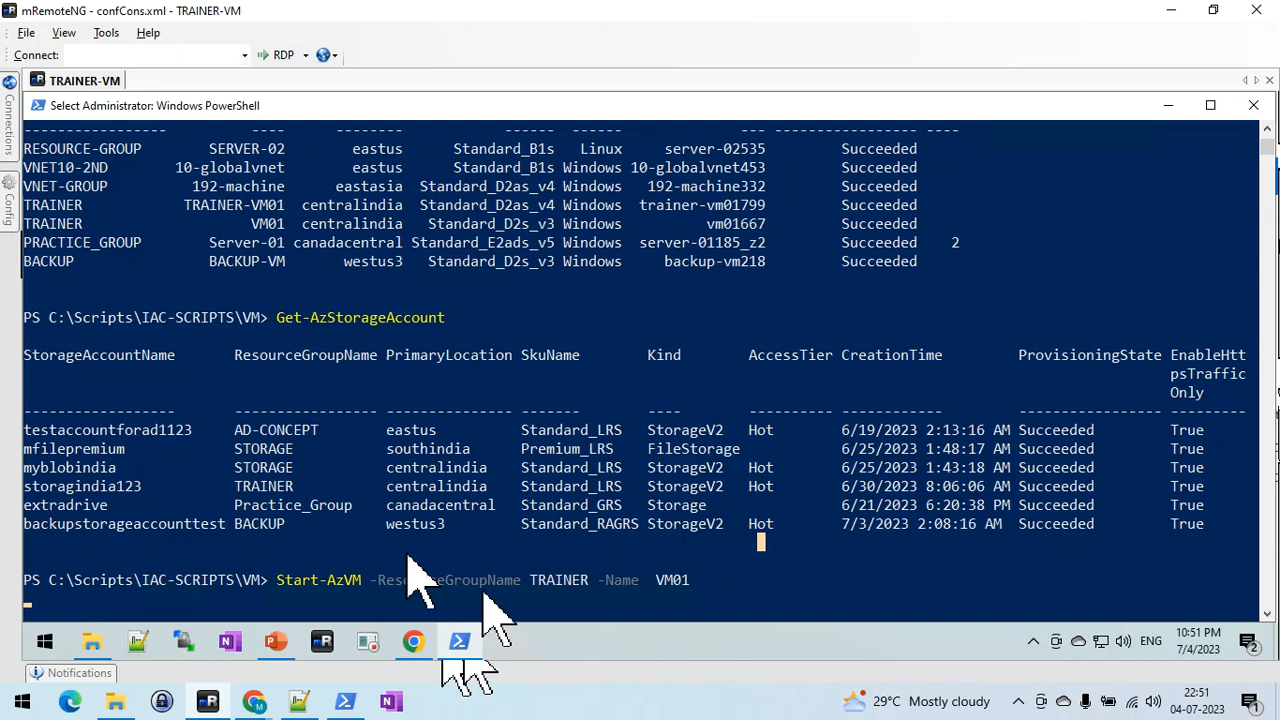 mRemoteNG - confCons.xml - TRAINER-VM
File View Tools Help
Connect: RDP
TRAINER-VM
Connections
Config
Select Administrator: Windows PowerShell
---------------- ---- -------- ------ ------ --- ----------------- ----
RESOURCE-GROUP SERVER-02 eastus Standard_B1s Linux server-02535 Succeeded
VNET10-2ND 10-globalvnet eastus Standard_B1s Windows 10-globalvnet453 Succeeded
VNET-GROUP 192-machine eastasia Standard_D2as_v4 Windows 192-machine332 Succeeded
TRAINER TRAINER-VM01 centralindia Standard_D2as_v4 Windows trainer-vm01799 Succeeded
TRAINER VM01 centralindia Standard_D2s_v3 Windows vm01667 Succeeded
PRACTICE_GROUP Server-01 canadacentral Standard_E2ads_v5 Windows server-01185_z2 Succeeded 2
BACKUP BACKUP-VM westus3 Standard_D2s_v3 Windows backup-vm218 Succeeded
PS C:\Scripts\IAC-SCRIPTS\VM> Get-AzStorageAccount
StorageAccountName ResourceGroupName PrimaryLocation SkuName Kind AccessTier CreationTime ProvisioningState EnableHtt
psTraffic
Only
------------------ ----------------- --------------- ------- ---- ---------- ------------ ----------------- ---------
testaccountforad1123 AD-CONCEPT eastus Standard_LRS StorageV2 Hot 6/19/2023 2:13:16 AM Succeeded True
mfilepremium STORAGE southindia Premium_LRS FileStorage 6/25/2023 1:48:17 AM Succeeded True
myblobindia STORAGE centralindia Standard_LRS StorageV2 Hot 6/25/2023 1:43:18 AM Succeeded True
storagindia123 TRAINER centralindia Standard_LRS StorageV2 Hot 6/30/2023 8:06:06 AM Succeeded True
extradrive Practice_Group canadacentral Standard_GRS Storage 6/21/2023 6:20:38 PM Succeeded True
backupstorageaccounttest BACKUP westus3 Standard_RAGRS StorageV2 Hot 7/3/2023 2:08:16 AM Succeeded True
PS C:\Scripts\IAC-SCRIPTS\VM> Start-AzVM -ResourceGroupName TRAINER -Name VM01
ENG 10:51 PM
7/4/2023 2
Notifications
29°C Mostly cloudy ENG 22:51
04-07-2023 1